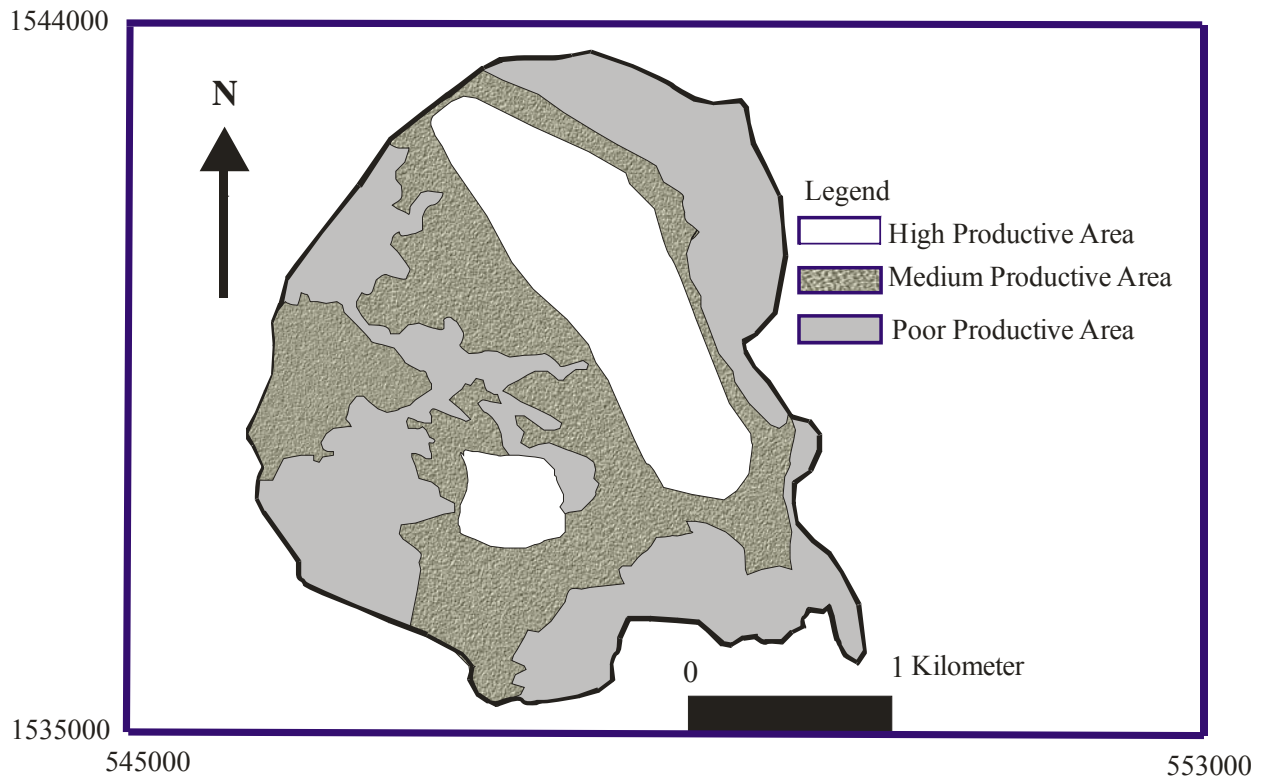 1544000
N
Legend
High Productive Area
Medium Productive Area
Poor Productive Area
0 1 Kilometer
1535000
545000 553000